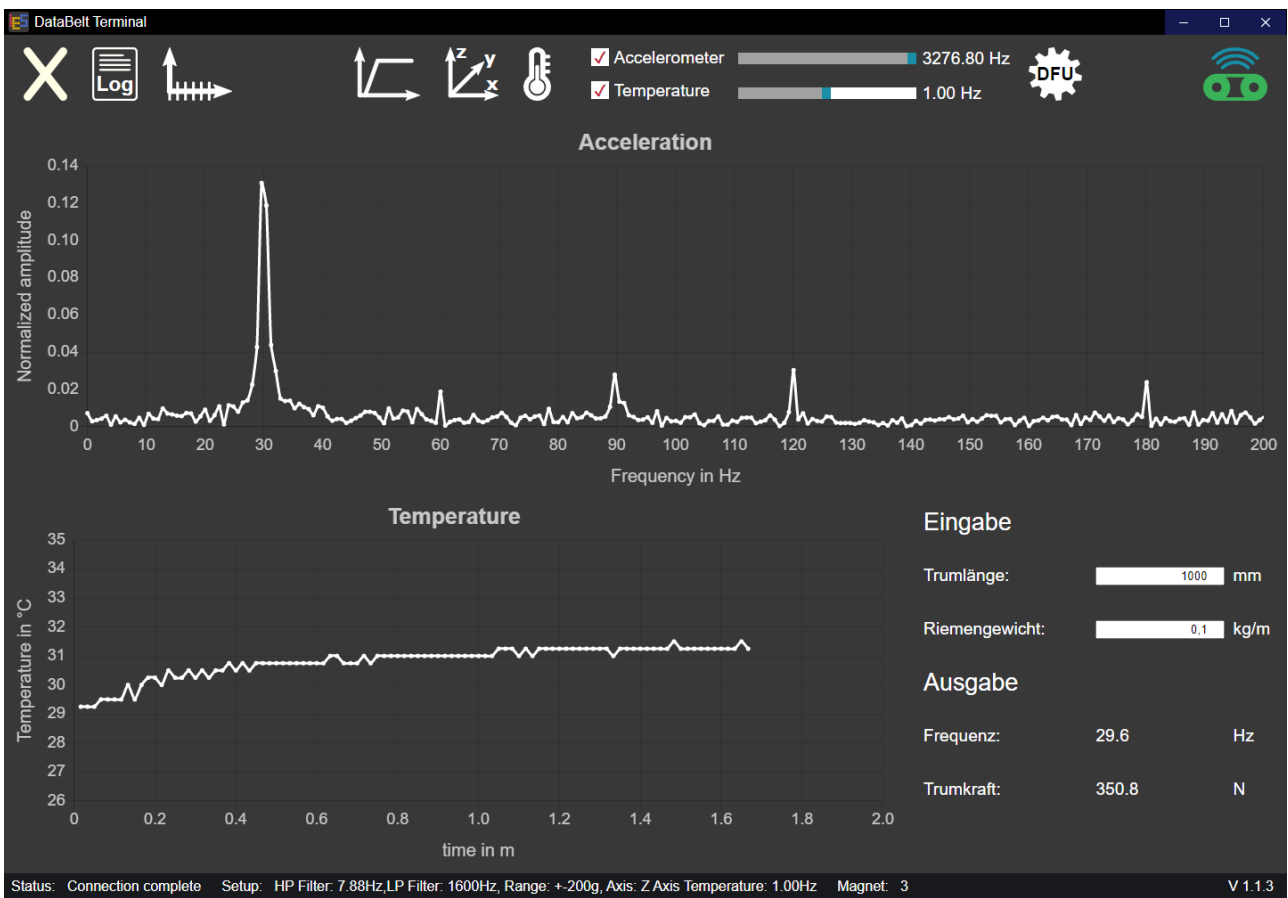 DataBelt Terminal
Log
z y x
Accelerometer 3276.80 Hz
Temperature 1.00 Hz
DFU
Acceleration
Normalized amplitude
0.14
0.12
0.10
0.08
0.06
0.04
0.02
0
0 10 20 30 40 50 60 70 80 90 100 110 120 130 140 150 160 170 180 190 200
Frequency in Hz
Temperature
Temperature in °C
35
34
33
32
31
30
29
28
27
26
0 0.2 0.4 0.6 0.8 1.0 1.2 1.4 1.6 1.8 2.0
time in m
Eingabe
Trumlänge: 1000 mm
Riemengewicht: 0,1 kg/m
Ausgabe
Frequenz: 29.6 Hz
Trumkraft: 350.8 N
Status: Connection complete Setup: HP Filter: 7.88Hz,LP Filter: 1600Hz, Range: +-200g, Axis: Z Axis Temperature: 1.00Hz Magnet: 3 V 1.1.3